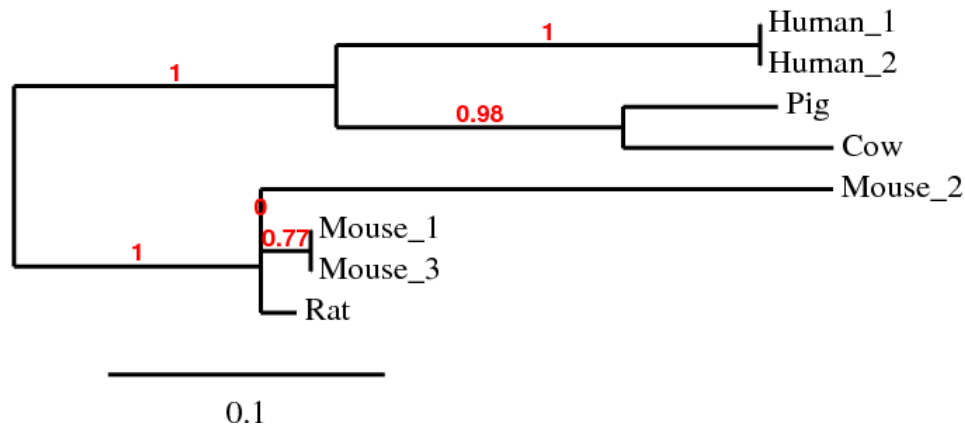 Human_1
1
Human_2
1
Pig
0.98
Cow
Mouse_2
0
Mouse_1
0.77
1
Mouse_3
Rat
0.1